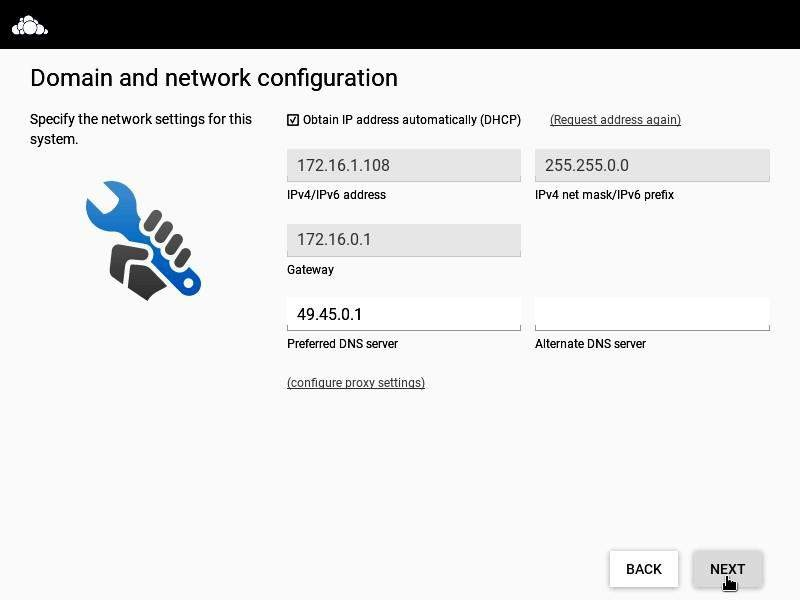 Domain and network configuration
Specify the network settings for this
system.
Obtain IP address automatically (DHCP)
(Request address again)
172.16.1.108
255.255.0.0
IPv4/IPv6 address
IPv4 net mask/IPv6 prefix
172.16.0.1
Gateway
49.45.0.1
Preferred DNS server
Alternate DNS server
(configure proxy settings)
BACK
NEXT